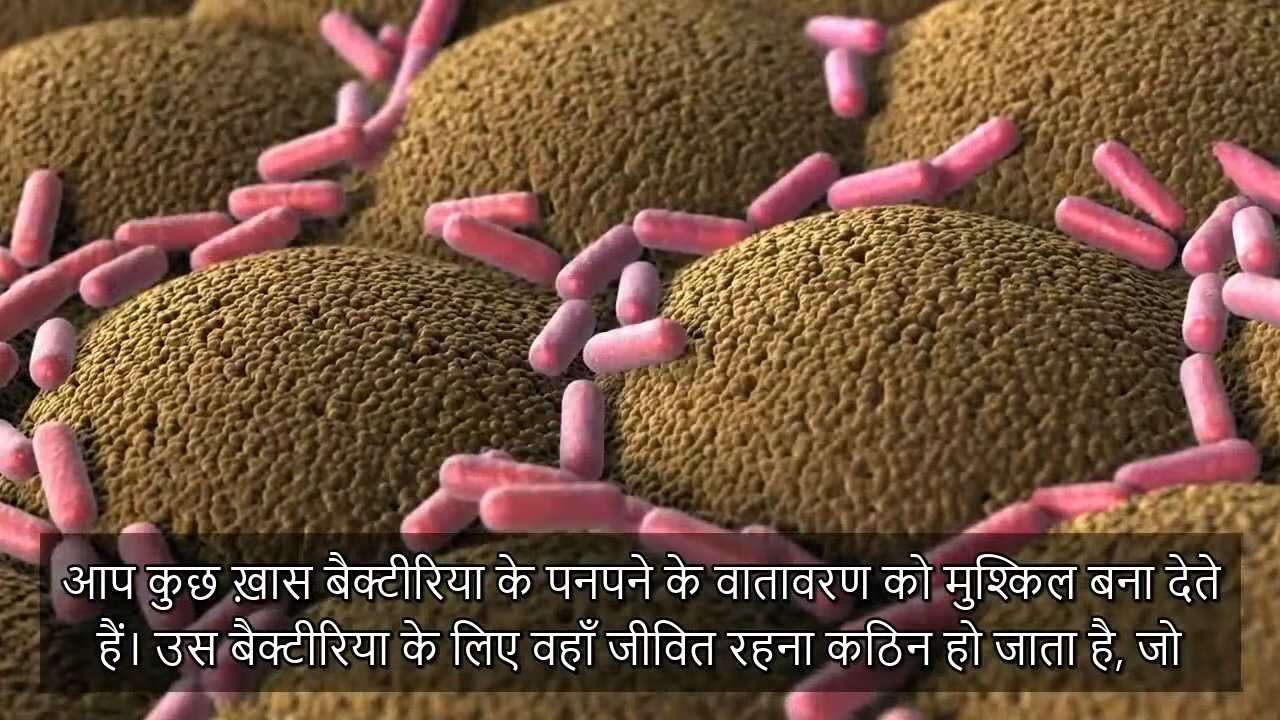 आप कुछ ख़ास बैक्टीरिया के पनपने के वातावरण को मुश्किल बना देते
हैं। उस बैक्टीरिया के लिए वहाँ जीवित रहना कठिन हो जाता है, जो